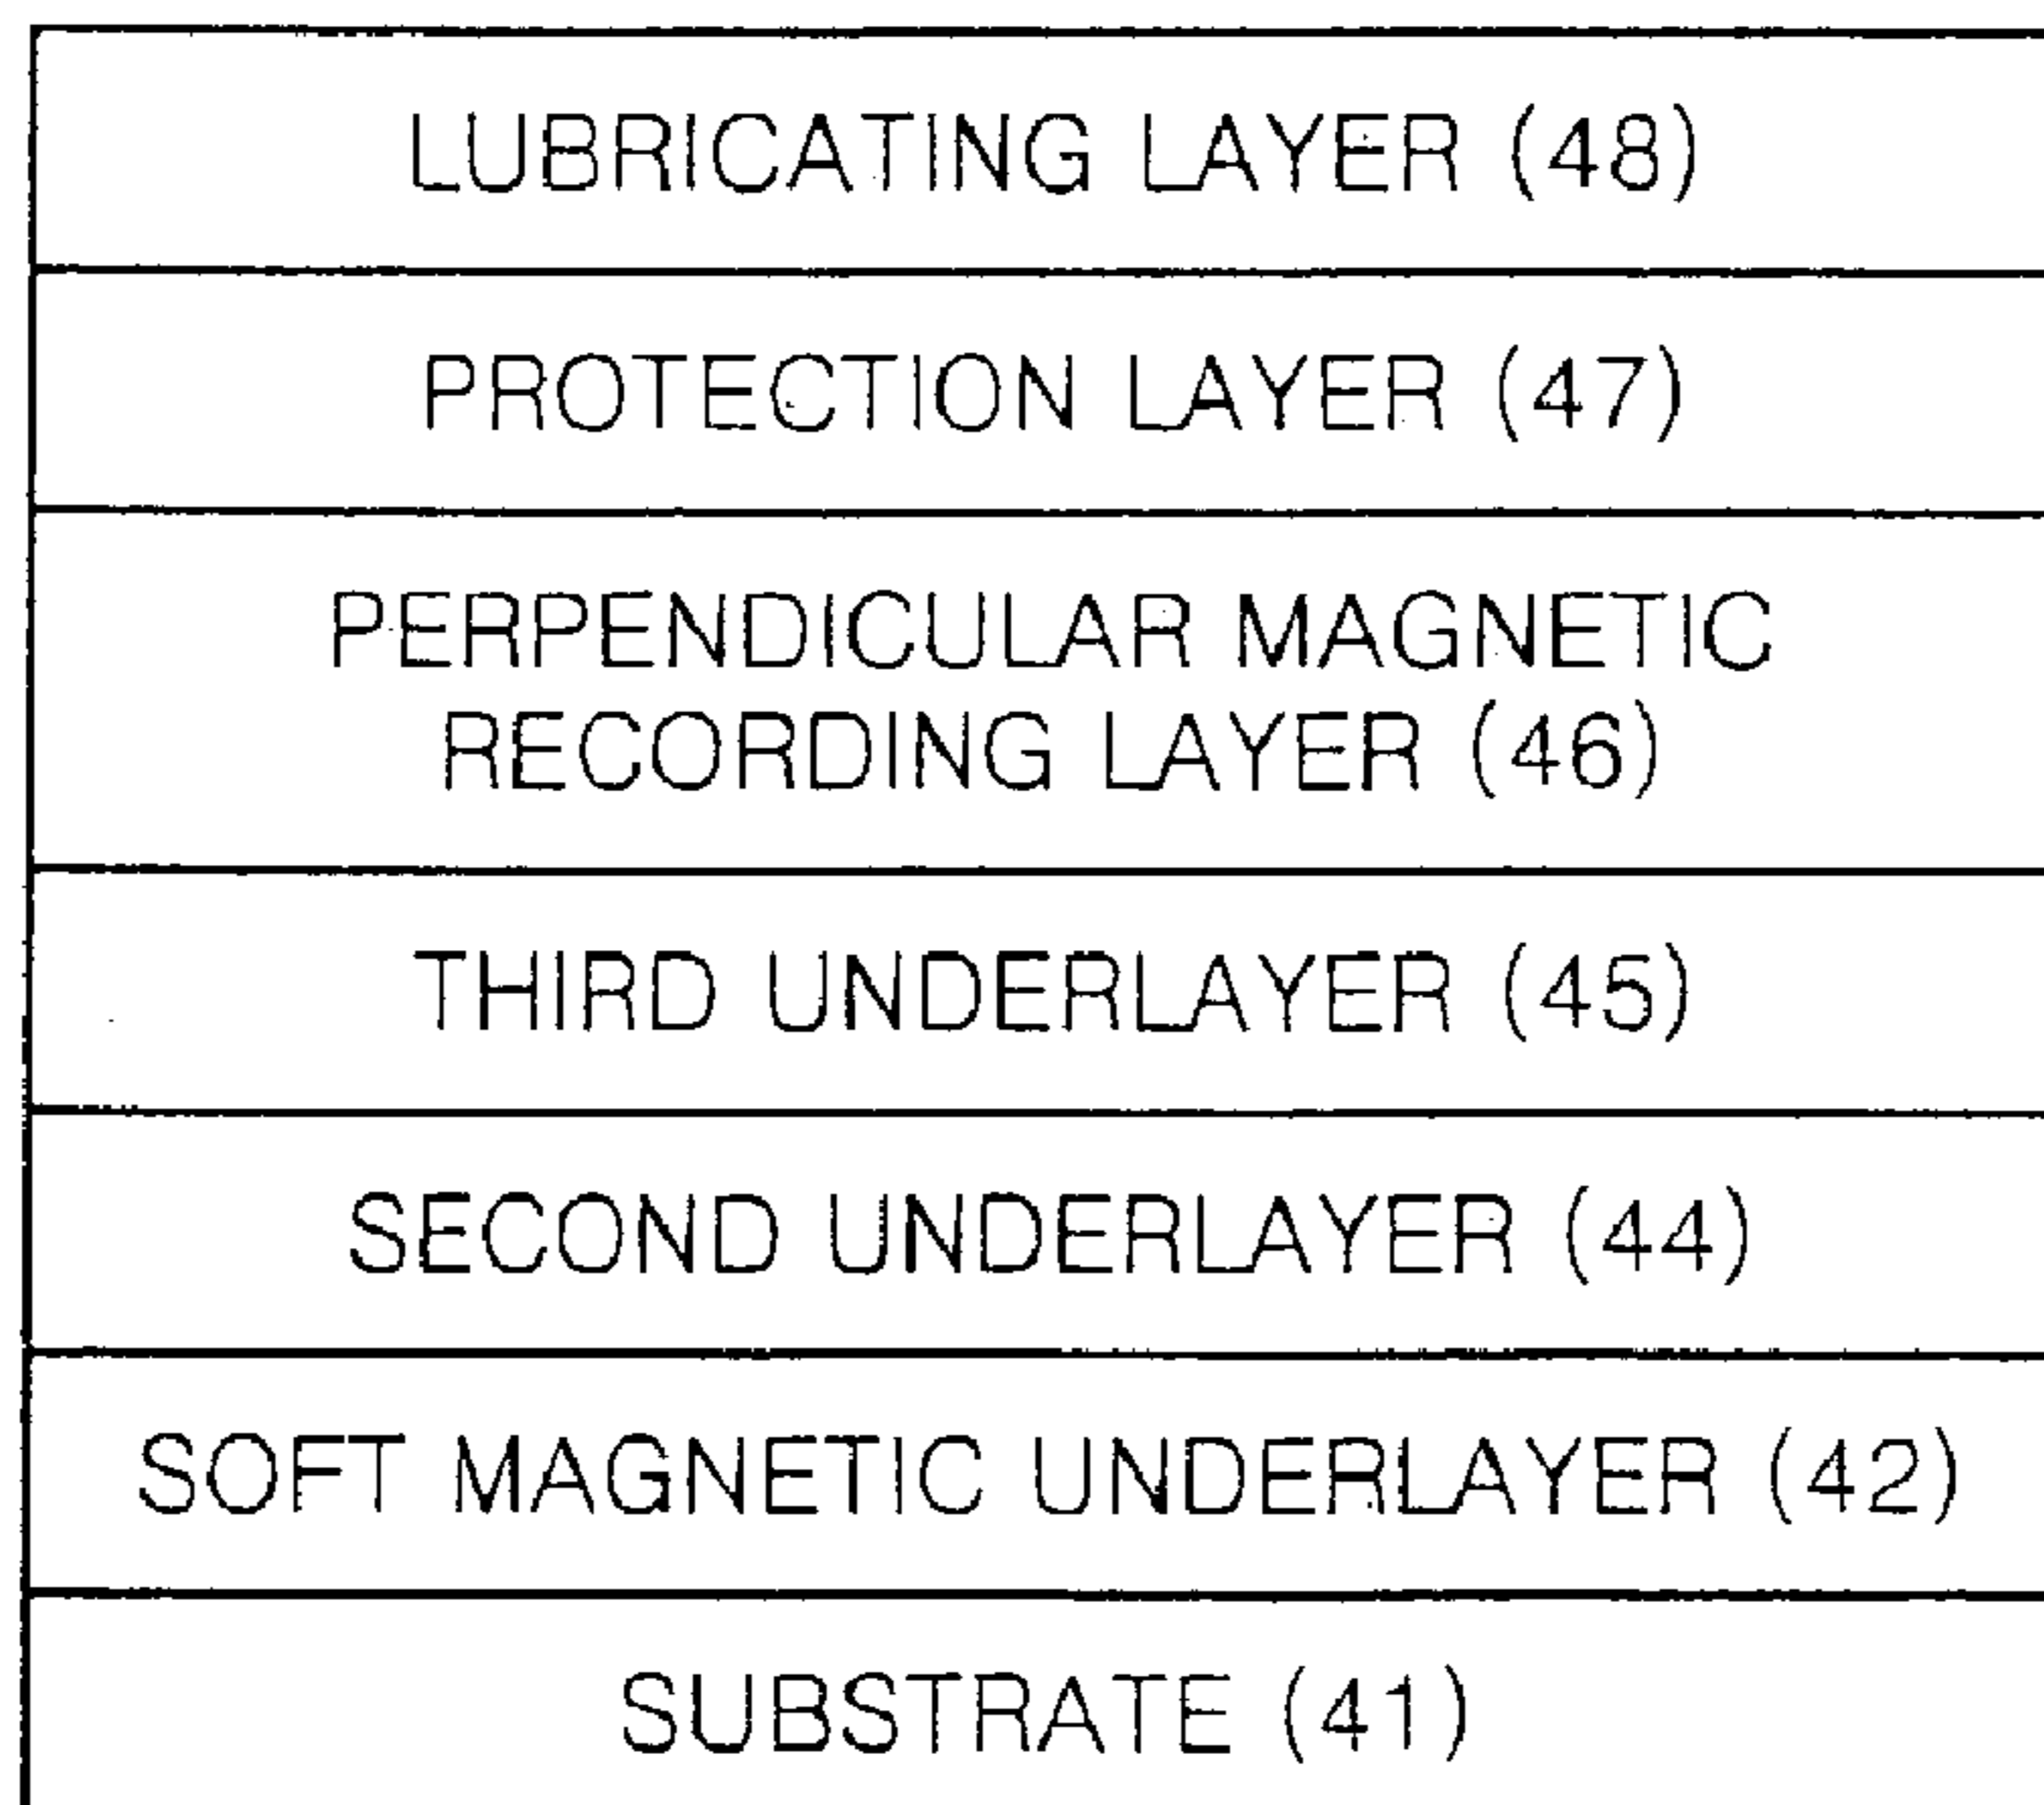 LUBRICATING LAYER (48)
PROTECTION LAYER (47)
PERPENDICULAR MAGNETIC
RECORDING LAYER (46)
THIRD UNDERLAYER (45)
SECOND UNDERLAYER (44)
SOFT MAGNETIC UNDERLAYER (42)
SUBSTRATE (41)